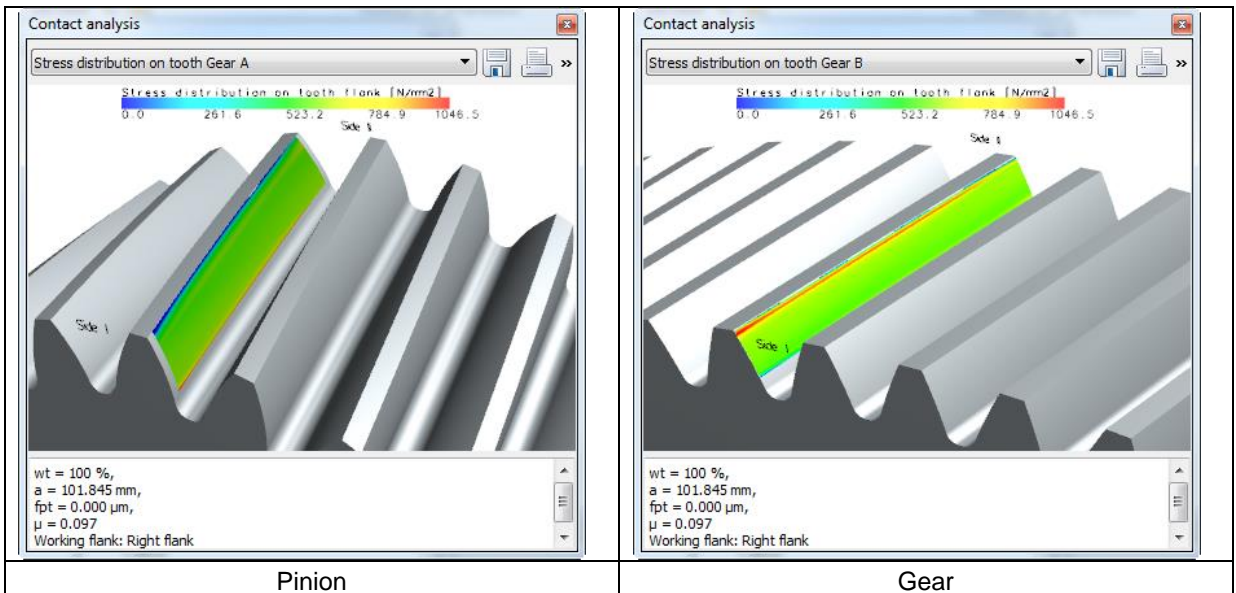 Contact analysis
Stress distribution on tooth Gear A
»
Stress distribution on tooth flank [N/mm2]
0.0 261.6 523.2 784.9 1046.5
Side II
Side I
wt = 100 %,
a = 101.845 mm,
fpt = 0.000 µm,
µ = 0.097
Working flank: Right flank
Pinion
Contact analysis
Stress distribution on tooth Gear B
»
Stress distribution on tooth flank [N/mm2]
0.0 261.6 523.2 784.9 1046.5
Side II
Side I
wt = 100 %,
a = 101.845 mm,
fpt = 0.000 µm,
µ = 0.097
Working flank: Right flank
Gear